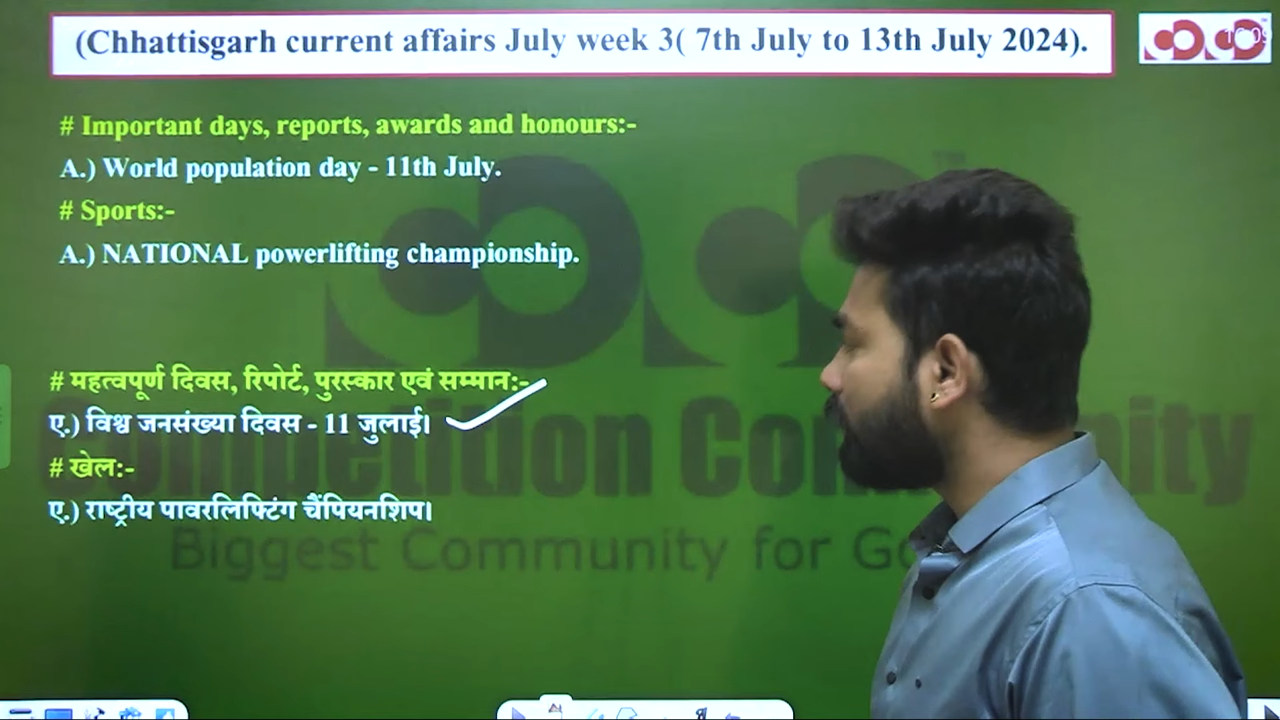 (Chhattisgarh current affairs July week 3( 7th July to 13th July 2024).
# Important days, reports, awards and honours:-
A.) World population day - 11th July.
# Sports:-
A.) NATIONAL powerlifting championship.
# महत्वपूर्ण दिवस, रिपोर्ट, पुरस्कार एवं सम्मान:-
ए.) विश्व जनसंख्या दिवस - 11 जुलाई।
# खेल:-
ए.) राष्ट्रीय पावरलिफ्टिंग चैंपियनशिप।
Biggest Community for